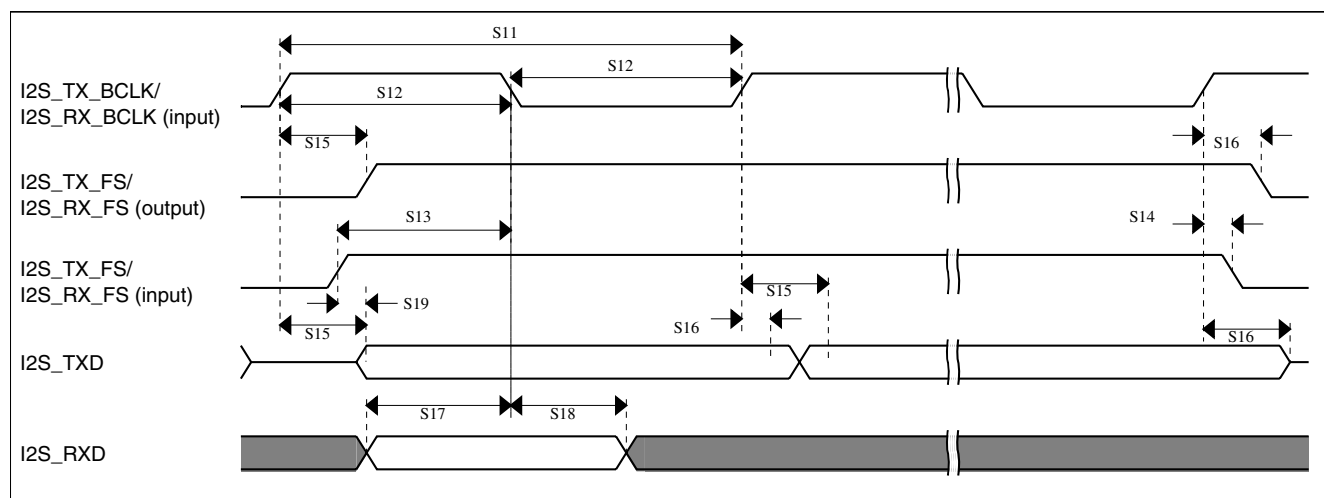 S11
I2S_TX_BCLK/
I2S_RX_BCLK (input)
S12
S12
S15
S16
I2S_TX_FS/
I2S_RX_FS (output)
S13
S14
I2S_TX_FS/
I2S_RX_FS (input)
S19
S15
S15
S16
S16
I2S_TXD
S17
S18
I2S_RXD